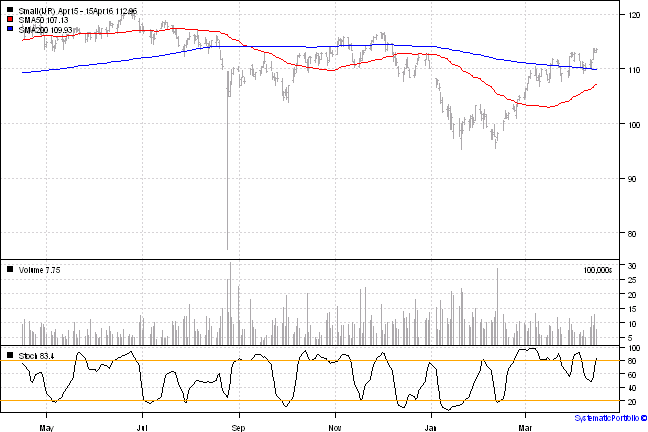 Small(IJR) Apr15 - 15Apr16 112.96
SMA50 107.13
SMA200 109.93
120
110
100
90
80
Volume 7.75
100,000s
30
25
20
15
10
5
Stoch 83.4
100
80
60
40
20
May
Jul
Sep
Nov
Jan
Mar
SystematicPortfolio ©